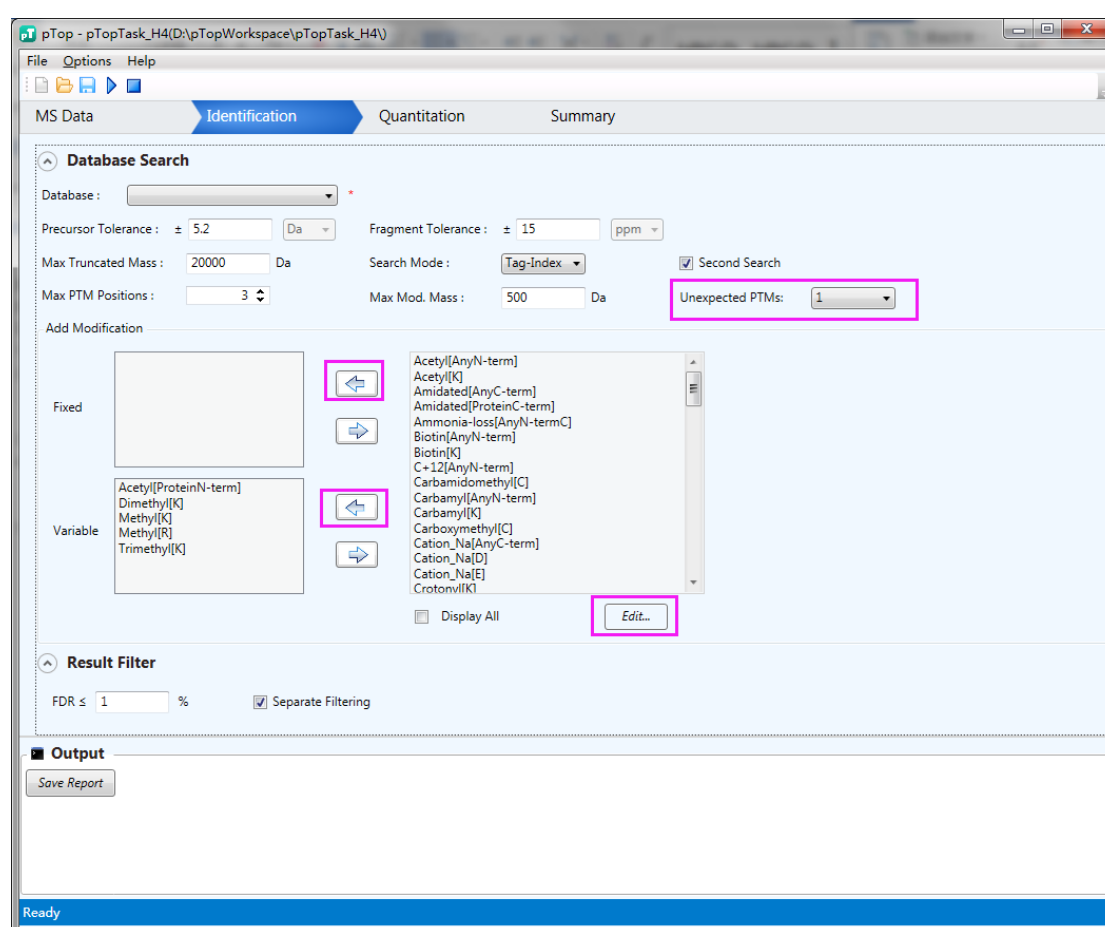 pT pTop - pTopTask_H4(D:\pTopWorkspace\pTopTask_H4\)
File Options Help
MS Data Identification Quantitation Summary
Database Search
Database : *
Precursor Tolerance : ± 5.2 Da Fragment Tolerance : ± 15 ppm
Max Truncated Mass : 20000 Da Search Mode : Tag-Index Second Search
Max PTM Positions : 3 Max Mod. Mass : 500 Da Unexpected PTMs: 1
Add Modification
Fixed
Acetyl[AnyN-term]
Acetyl[K]
Amidated[AnyC-term]
Amidated[ProteinC-term]
Ammonia-loss[AnyN-termC]
Biotin[AnyN-term]
Biotin[K]
C+12[AnyN-term]
Carbamidomethyl[C]
Carbamyl[AnyN-term]
Carbamyl[K]
Carboxymethyl[C]
Cation_Na[AnyC-term]
Cation_Na[D]
Cation_Na[E]
Crotonyl[K]
Variable
Acetyl[ProteinN-term]
Dimethyl[K]
Methyl[K]
Methyl[R]
Trimethyl[K]
Display All Edit...
Result Filter
FDR ≤ 1 % Separate Filtering
Output
Save Report
Ready